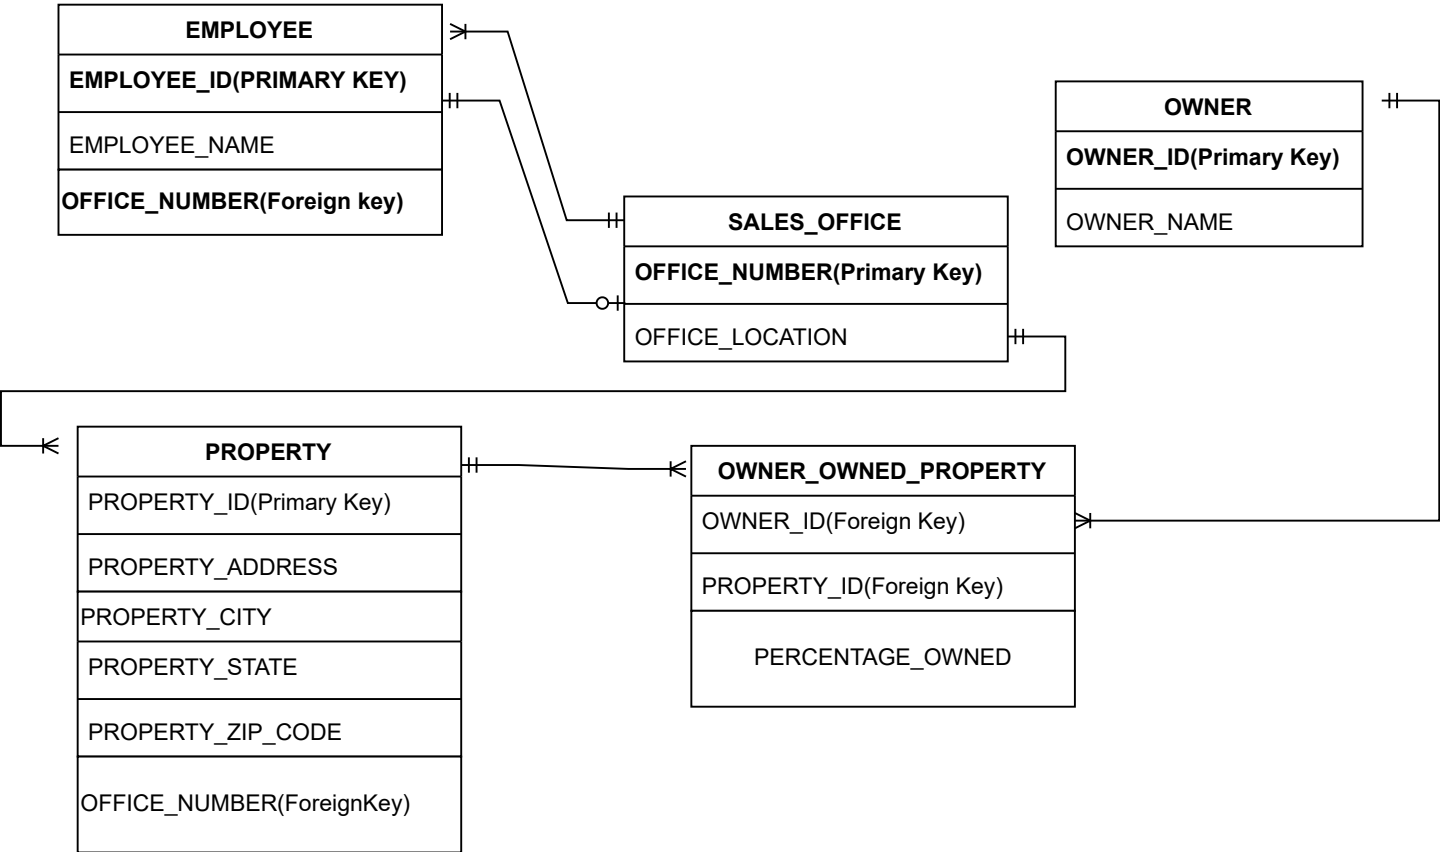 EMPLOYEE
EMPLOYEE_ID(PRIMARY KEY)
EMPLOYEE_NAME
OFFICE_NUMBER(Foreign key)
OWNER
OWNER_ID(Primary Key)
OWNER_NAME
SALES_OFFICE
OFFICE_NUMBER(Primary Key)
OFFICE_LOCATION
PROPERTY
PROPERTY_ID(Primary Key)
PROPERTY_ADDRESS
PROPERTY_CITY
PROPERTY_STATE
PROPERTY_ZIP_CODE
OFFICE_NUMBER(ForeignKey)
OWNER_OWNED_PROPERTY
OWNER_ID(Foreign Key)
PROPERTY_ID(Foreign Key)
PERCENTAGE_OWNED